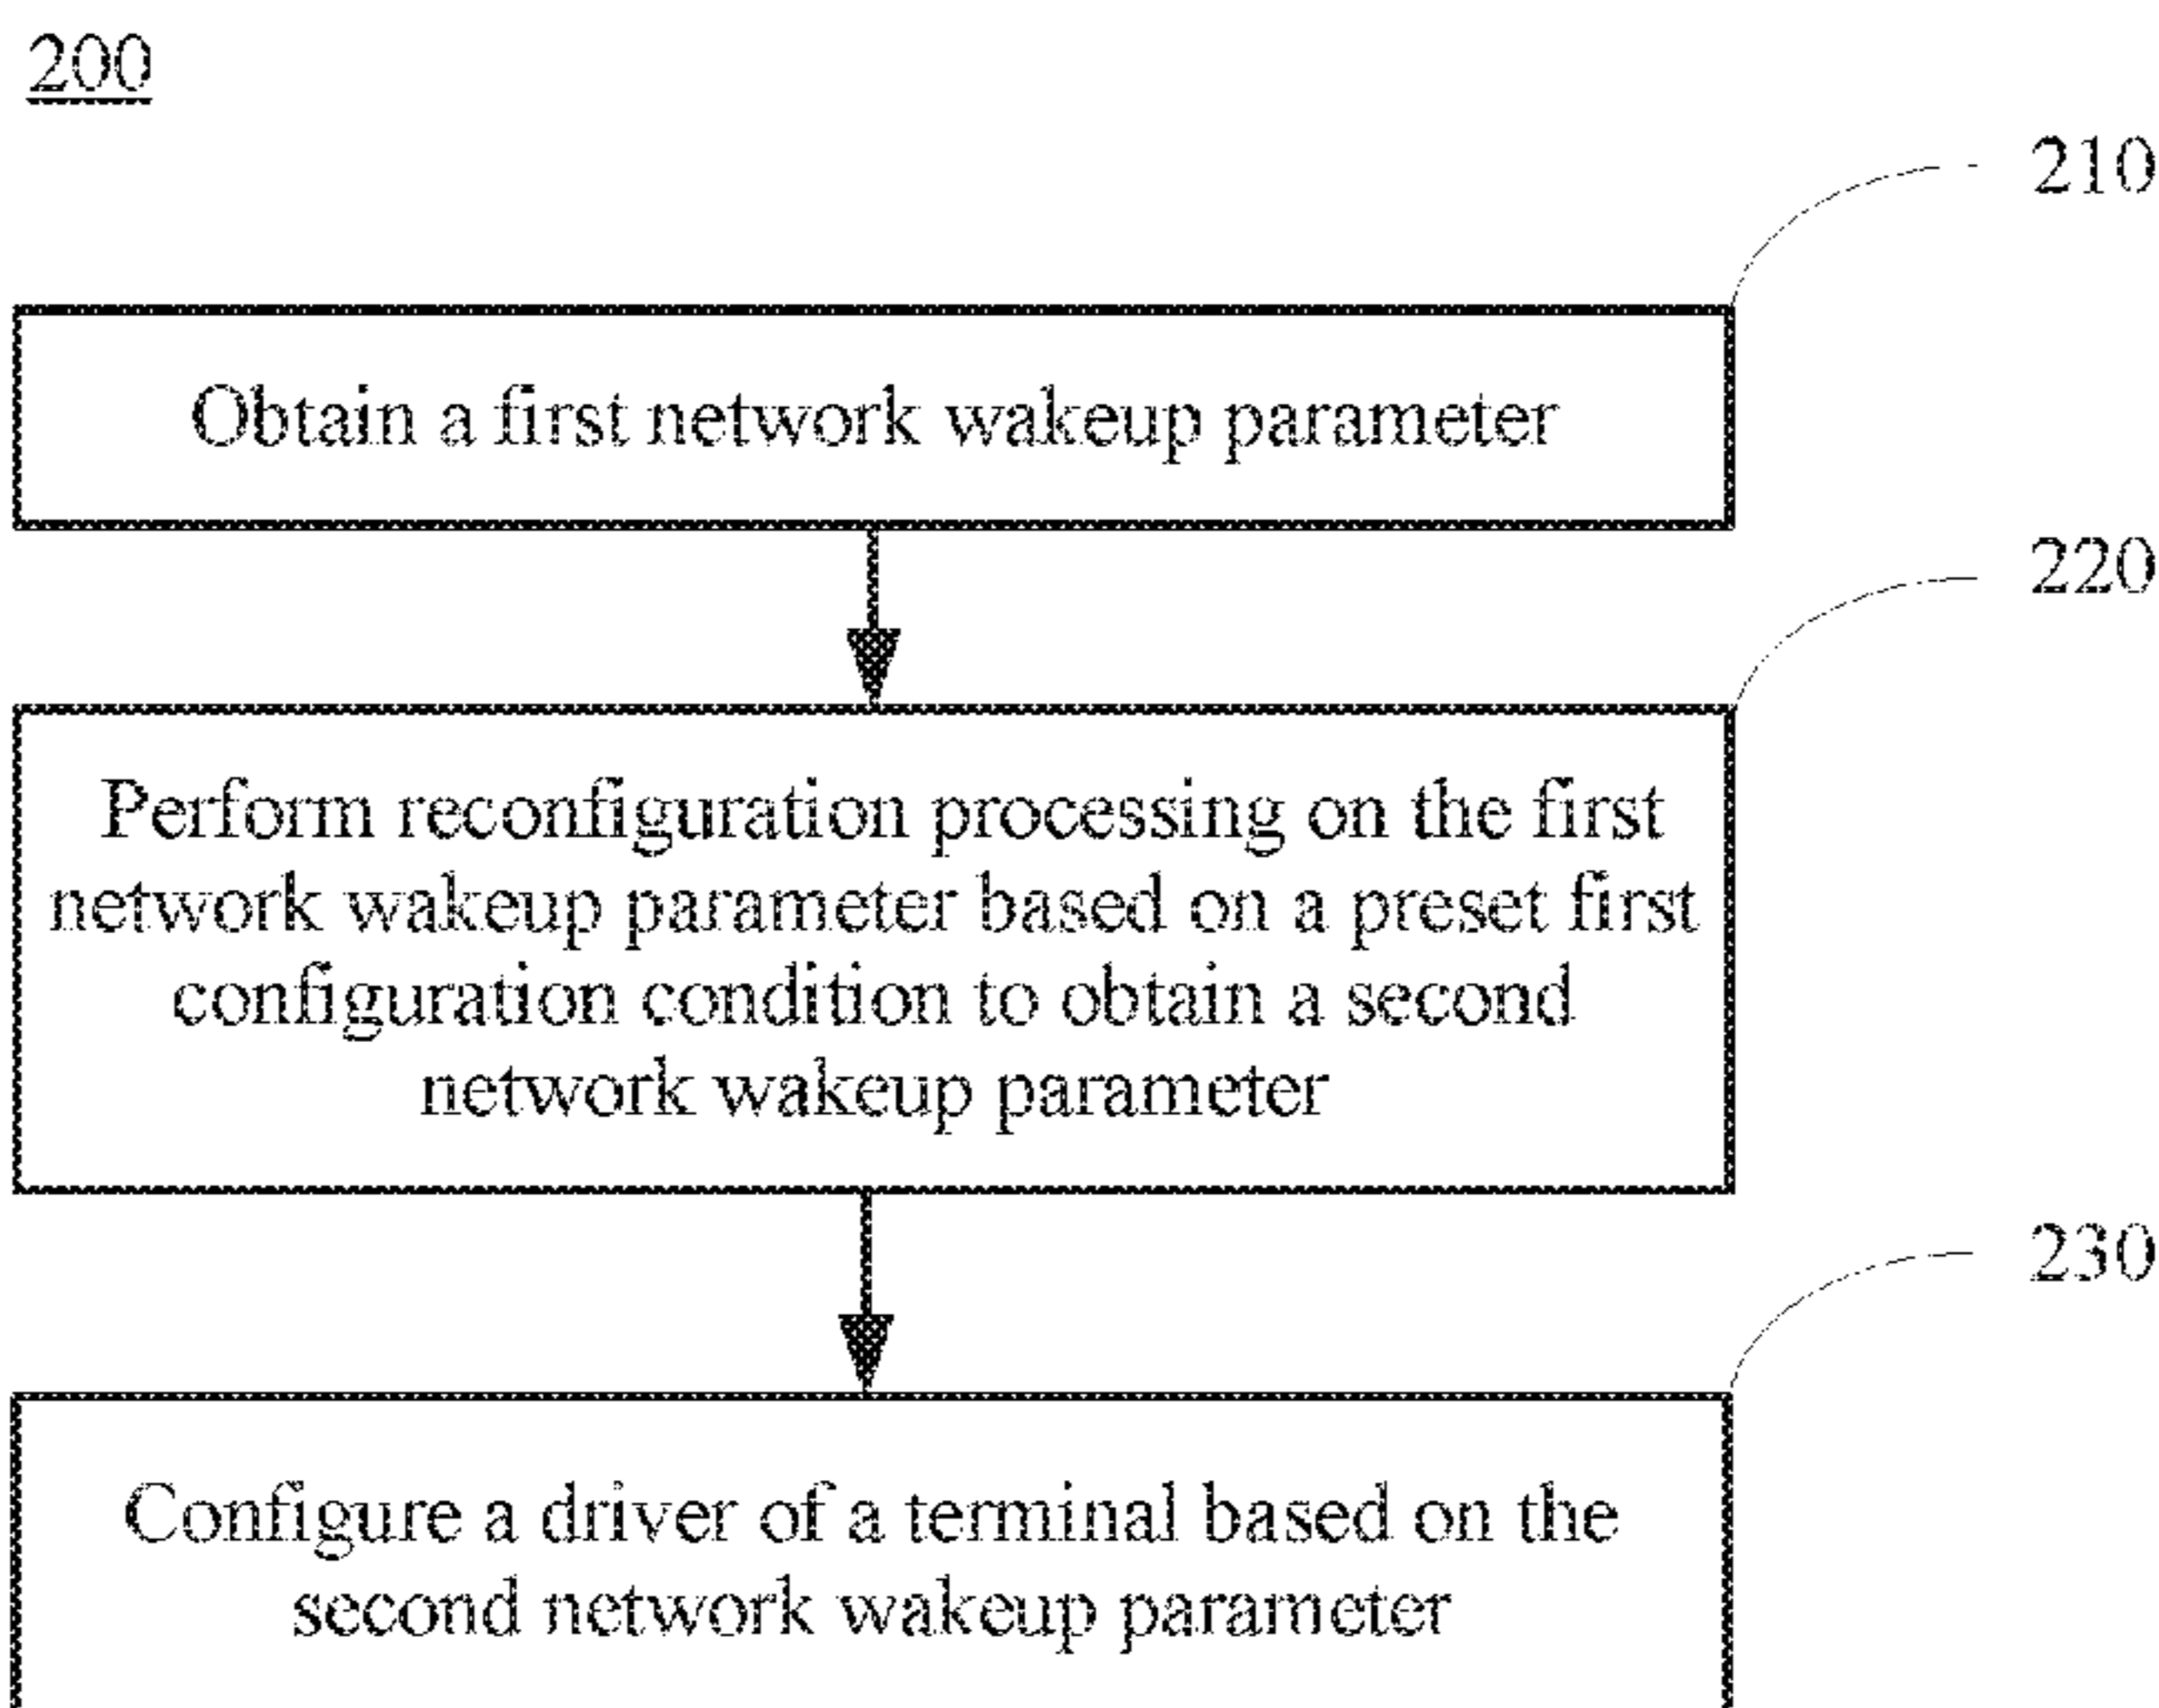 200
210
Obtain a first network wakeup parameter
220
Perform reconfiguration processing on the first
network wakeup parameter based on a preset first
configuration condition to obtain a second
network wakeup parameter
230
Configure a driver of a terminal based on the
second network wakeup parameter